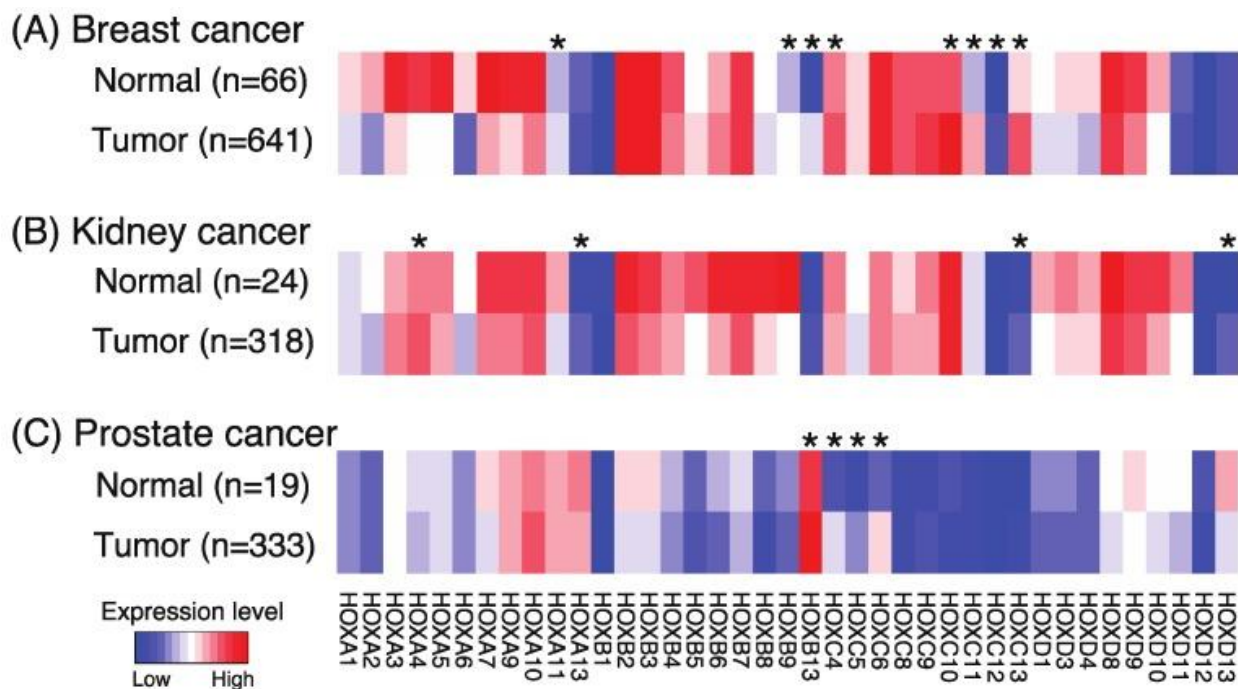 (A) Breast cancer
* * * * * * * *
Normal (n=66)
Tumor (n=641)
(B) Kidney cancer
* * * *
Normal (n=24)
Tumor (n=318)
(C) Prostate cancer
* * * *
Normal (n=19)
Tumor (n=333)
Expression level
Low High
HOXA1
HOXA2
HOXA3
HOXA4
HOXA5
HOXA6
HOXA7
HOXA9
HOXA10
HOXA11
HOXA13
HOXB1
HOXB2
HOXB3
HOXB4
HOXB5
HOXB6
HOXB7
HOXB8
HOXB9
HOXB13
HOXC4
HOXC5
HOXC6
HOXC8
HOXC9
HOXC10
HOXC11
HOXC12
HOXC13
HOXD1
HOXD3
HOXD4
HOXD8
HOXD9
HOXD10
HOXD11
HOXD12
HOXD13